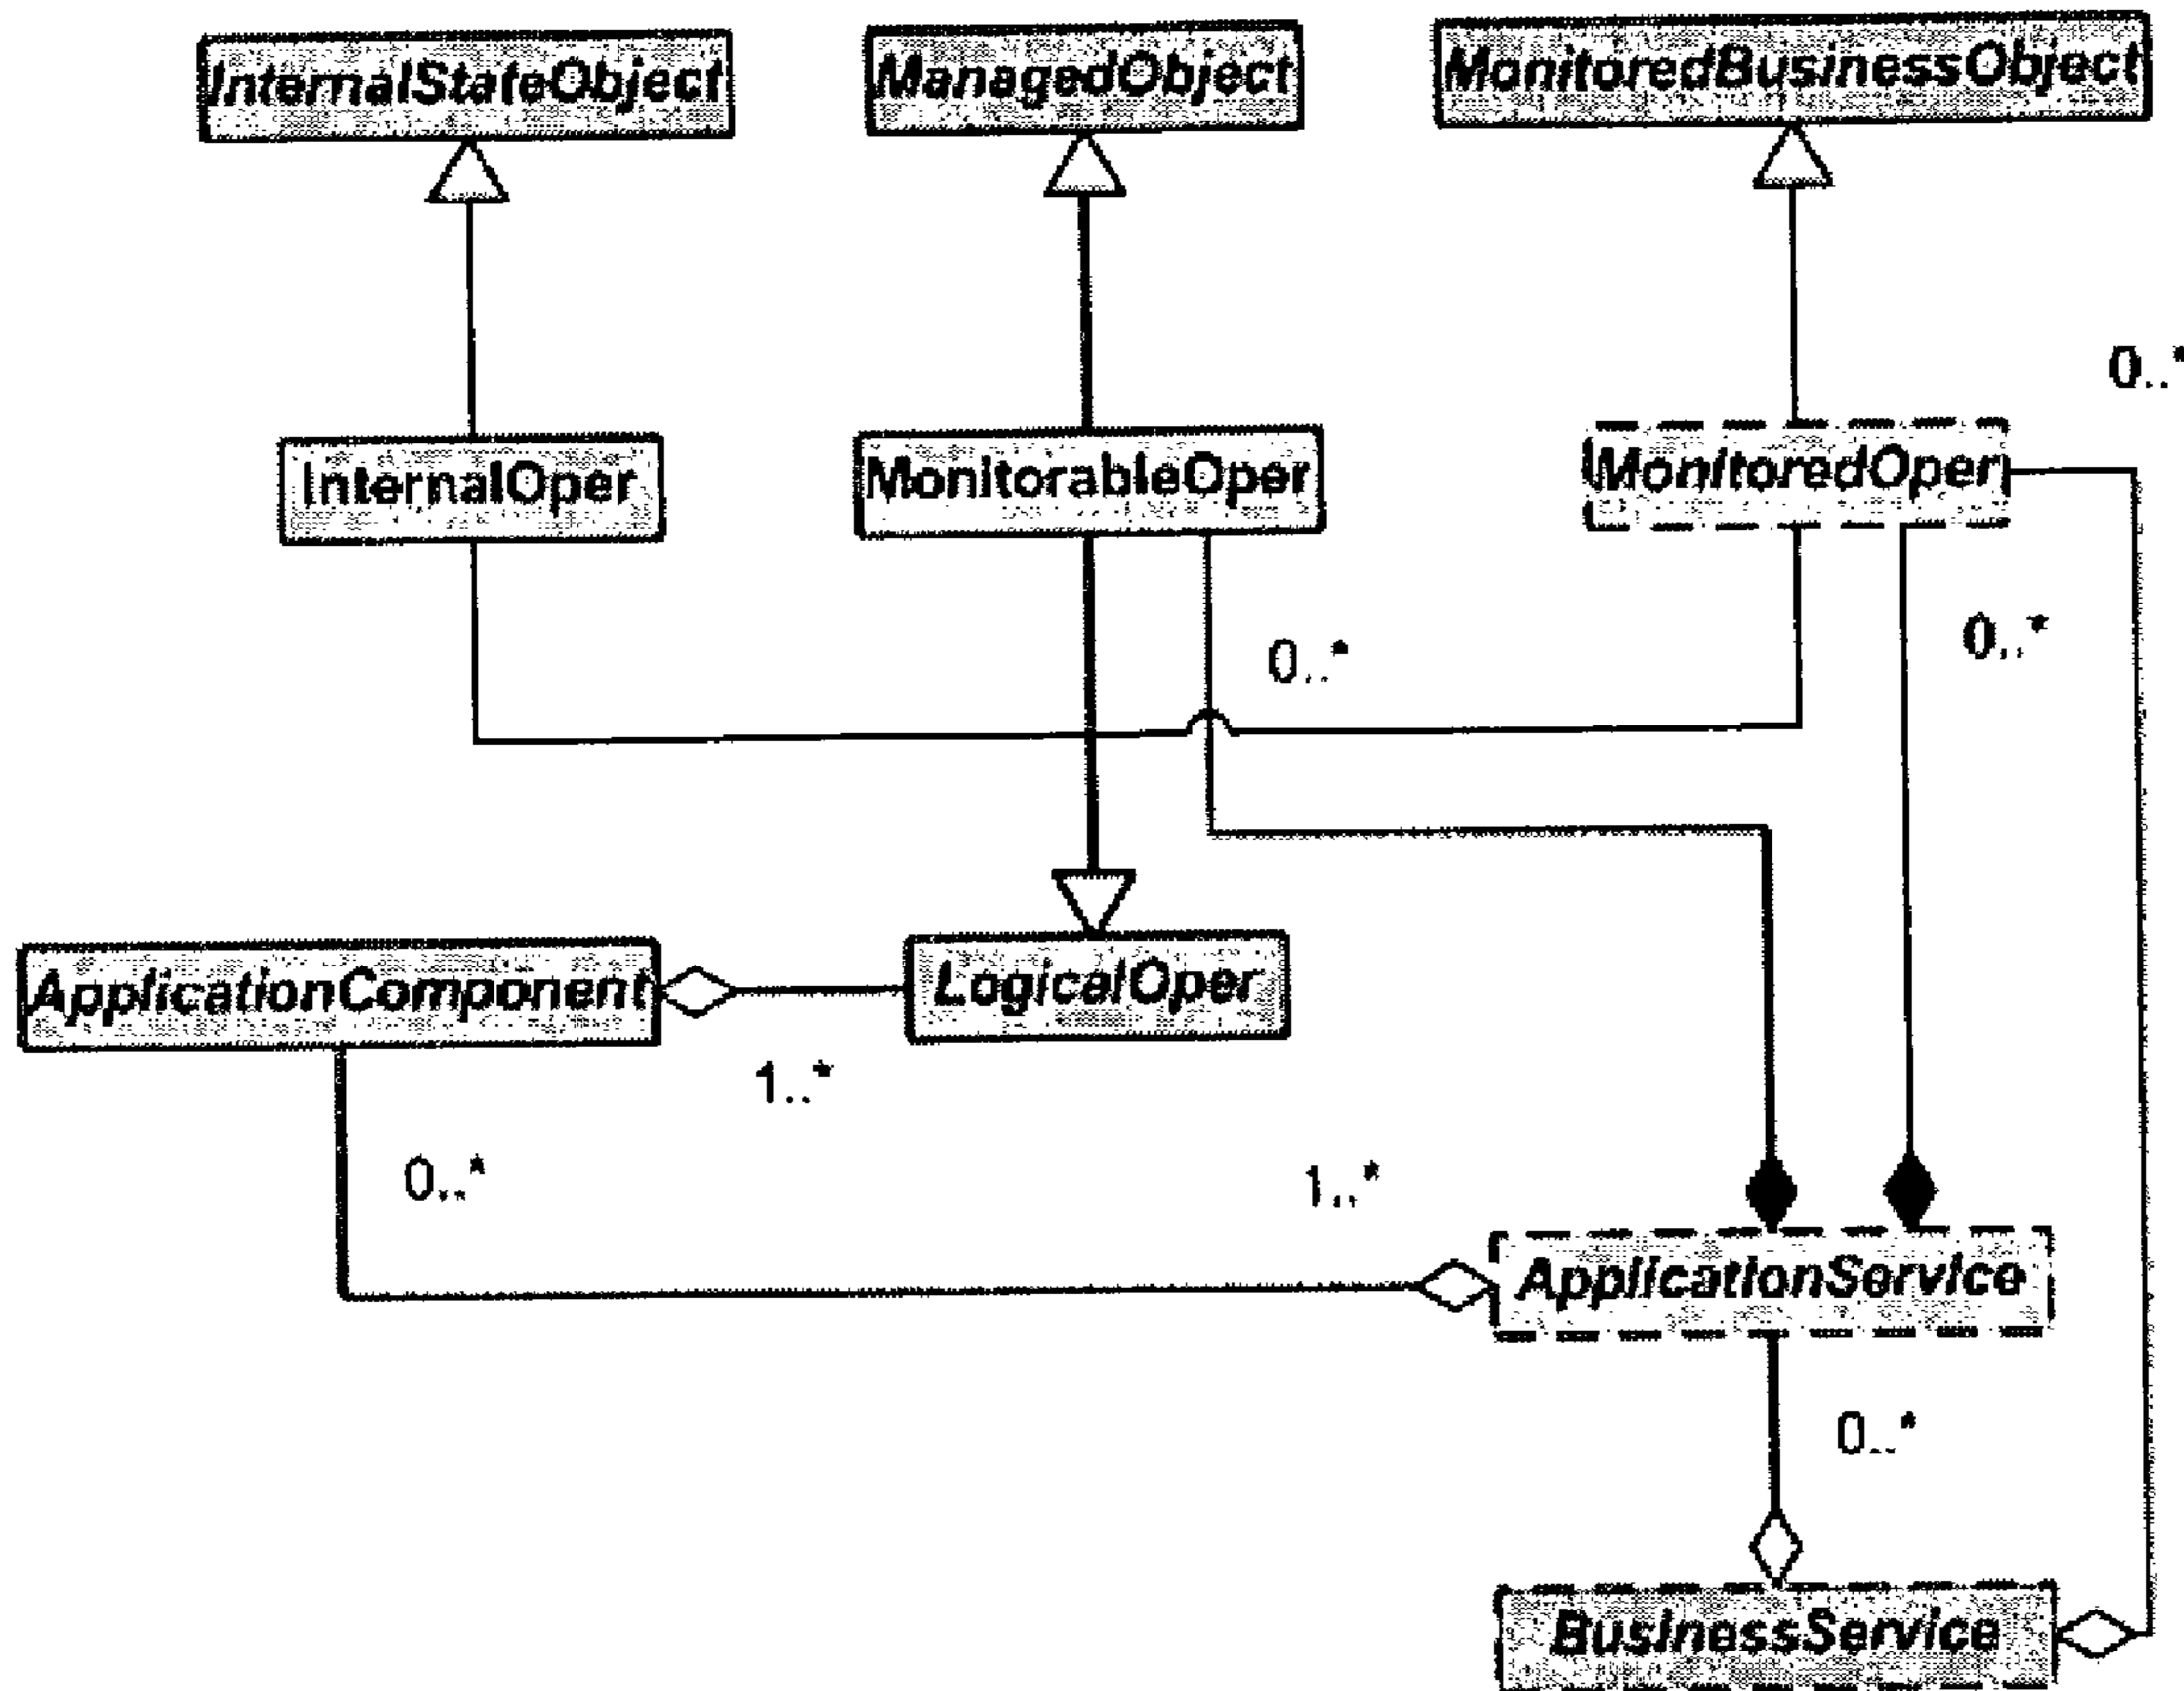 InternalStateObject
ManagedObject
MonitoredBusinessObject
0..*
InternalOper
MonitorableOper
MonitoredOper
0..*
0..*
ApplicationComponent
LogicalOper
1..*
0..*
1..*
ApplicationService
0..*
BusinessService